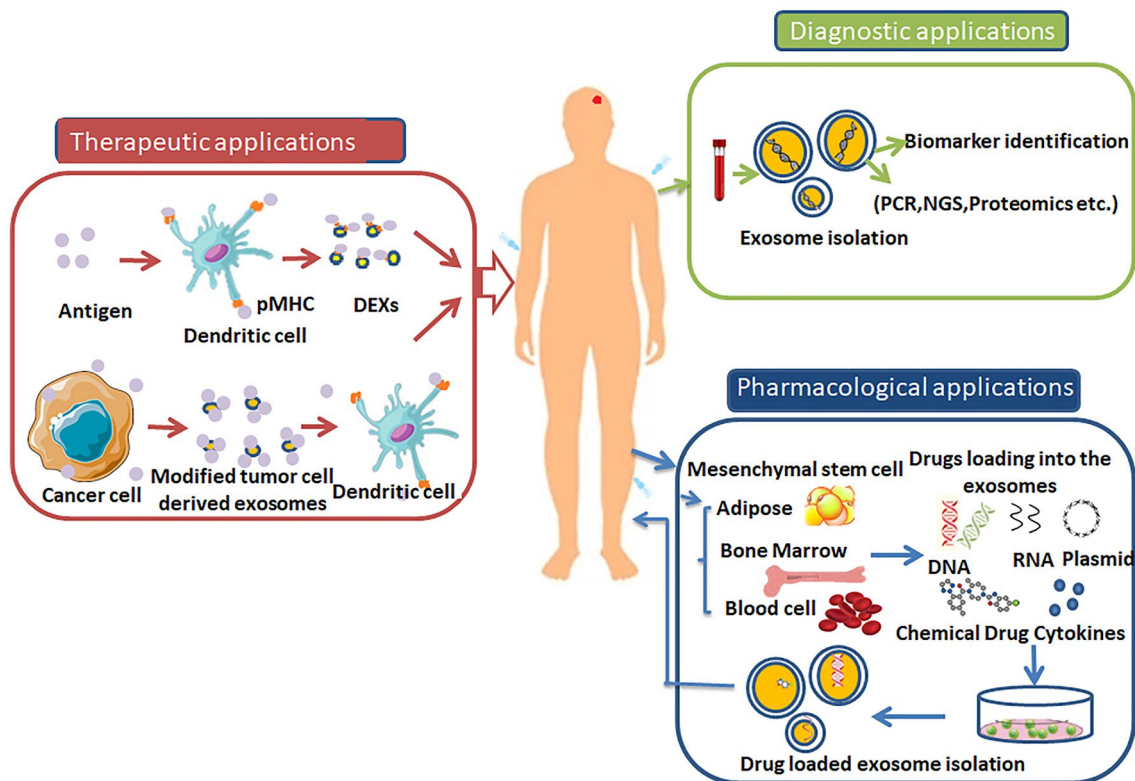 Diagnostic applications
Biomarker identification
(PCR,NGS,Proteomics etc.)
Exosome isolation
Therapeutic applications
Antigen
pMHC
Dendritic cell
DEXs
Cancer cell
Modified tumor cell
derived exosomes
Dendritic cell
Pharmacological applications
Mesenchymal stem cell
Adipose
Bone Marrow
Blood cell
Drugs loading into the
exosomes
DNA
RNA
Plasmid
Chemical Drug Cytokines
Drug loaded exosome isolation